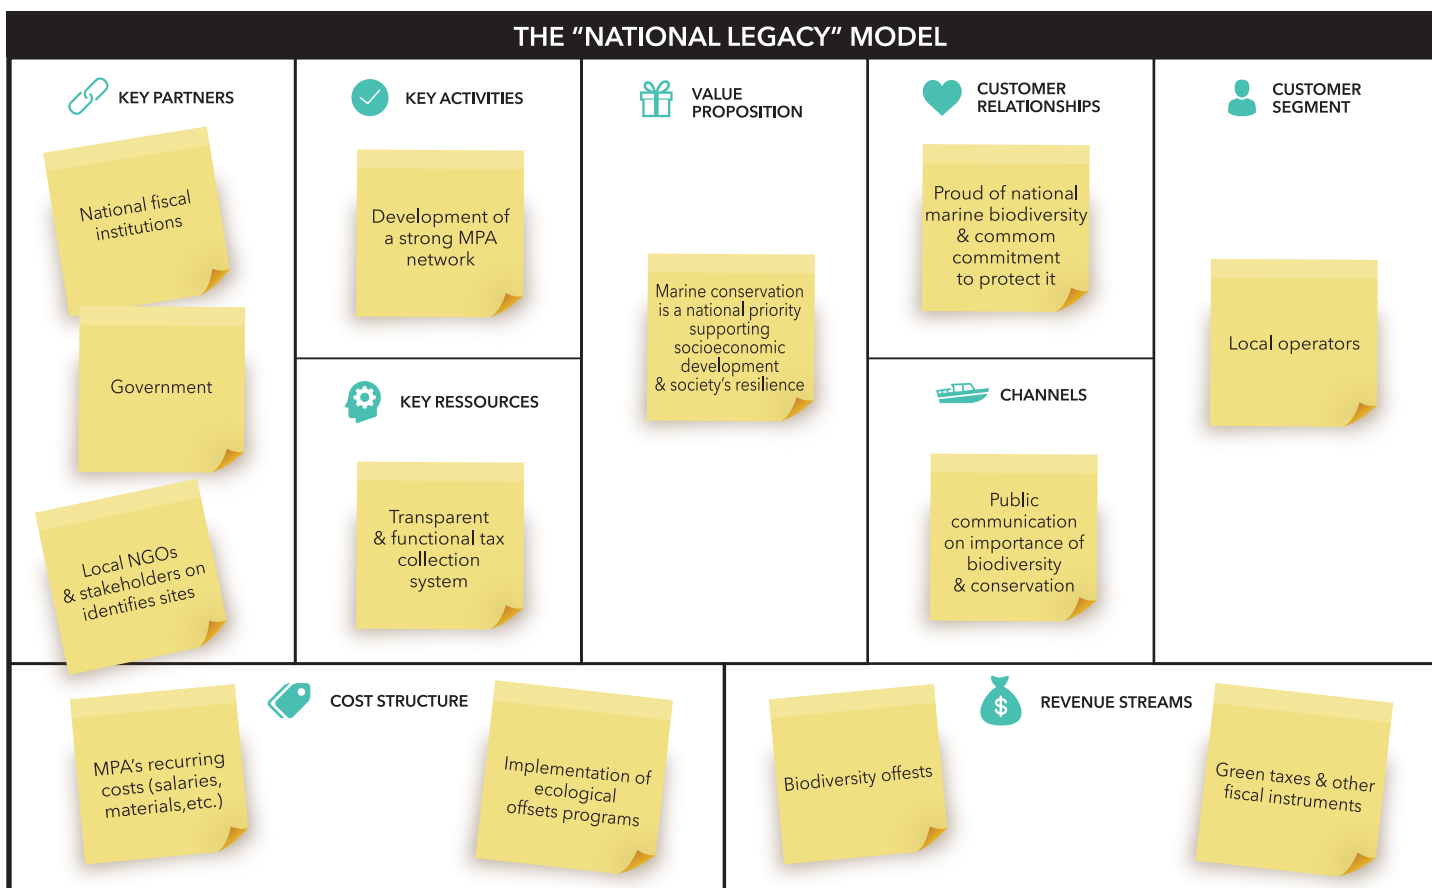 THE “NATIONAL LEGACY” MODEL
KEY PARTNERS
National fiscal
institutions
Government
Local NGOs
& stakeholders on
identifies sites
KEY ACTIVITIES
Development of
a strong MPA
network
KEY RESSOURCES
Transparent
& functional tax
collection
system
VALUE
PROPOSITION
Marine conservation
is a national priority
supporting
socioeconomic
development
& society’s resilience
CUSTOMER
RELATIONSHIPS
Proud of national
marine biodiversity
& commom
commitment
to protect it
CHANNELS
Public
communication
on importance of
biodiversity
& conservation
CUSTOMER
SEGMENT
Local operators
COST STRUCTURE
MPA’s recurring
costs (salaries,
materials,etc.)
Implementation of
ecological
offsets programs
REVENUE STREAMS
$
Biodiversity offests
Green taxes & other
fiscal instruments